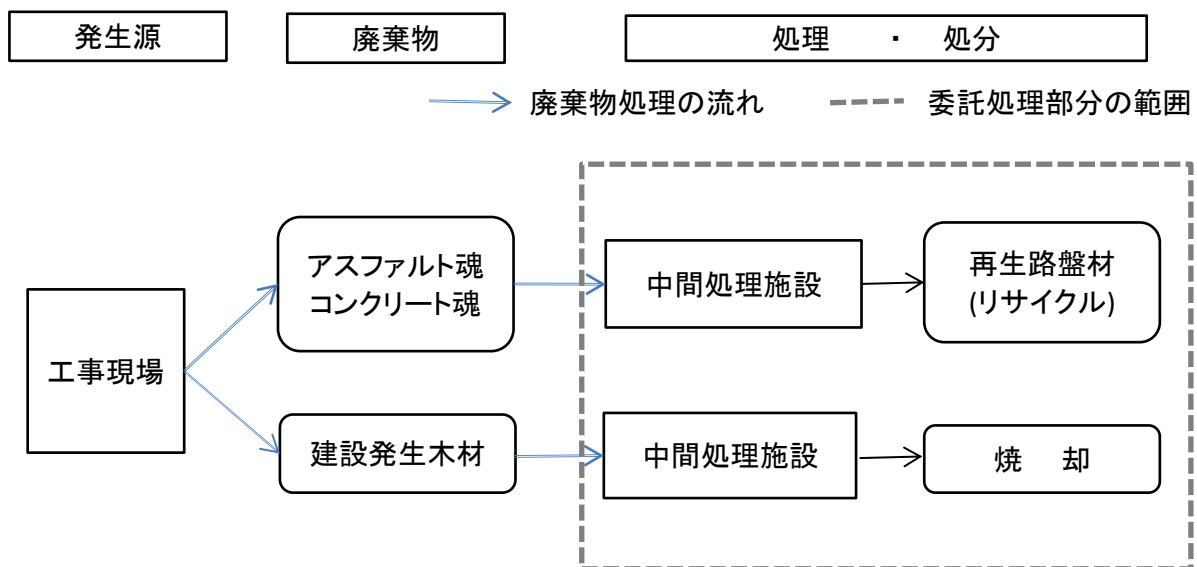 発生源
廃棄物
処理 ・ 処分
廃棄物処理の流れ
委託処理部分の範囲
工事現場
アスファルト魂
コンクリート魂
中間処理施設
再生路盤材
(リサイクル)
建設発生木材
中間処理施設
焼 却